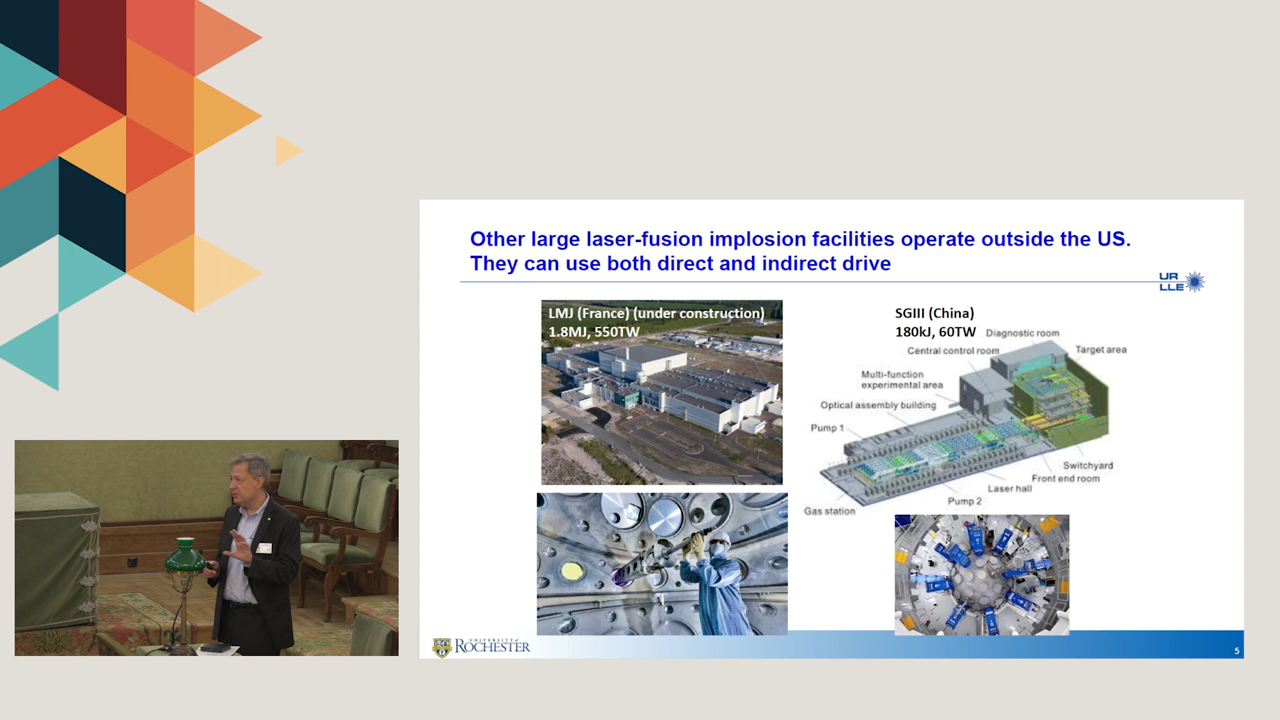 Other large laser-fusion implosion facilities operate outside the US.
They can use both direct and indirect drive
UR
LLE
LMJ (France) (under construction)
1.8MJ, 550TW
SGIII (China)
180kJ, 60TW
Diagnostic room
Central control room
Target area
Multi-function
experimental area
Optical assembly building
Pump 1
Switchyard
Front end room
Laser hall
Pump 2
Gas station
UNIVERSITY of
ROCHESTER
5